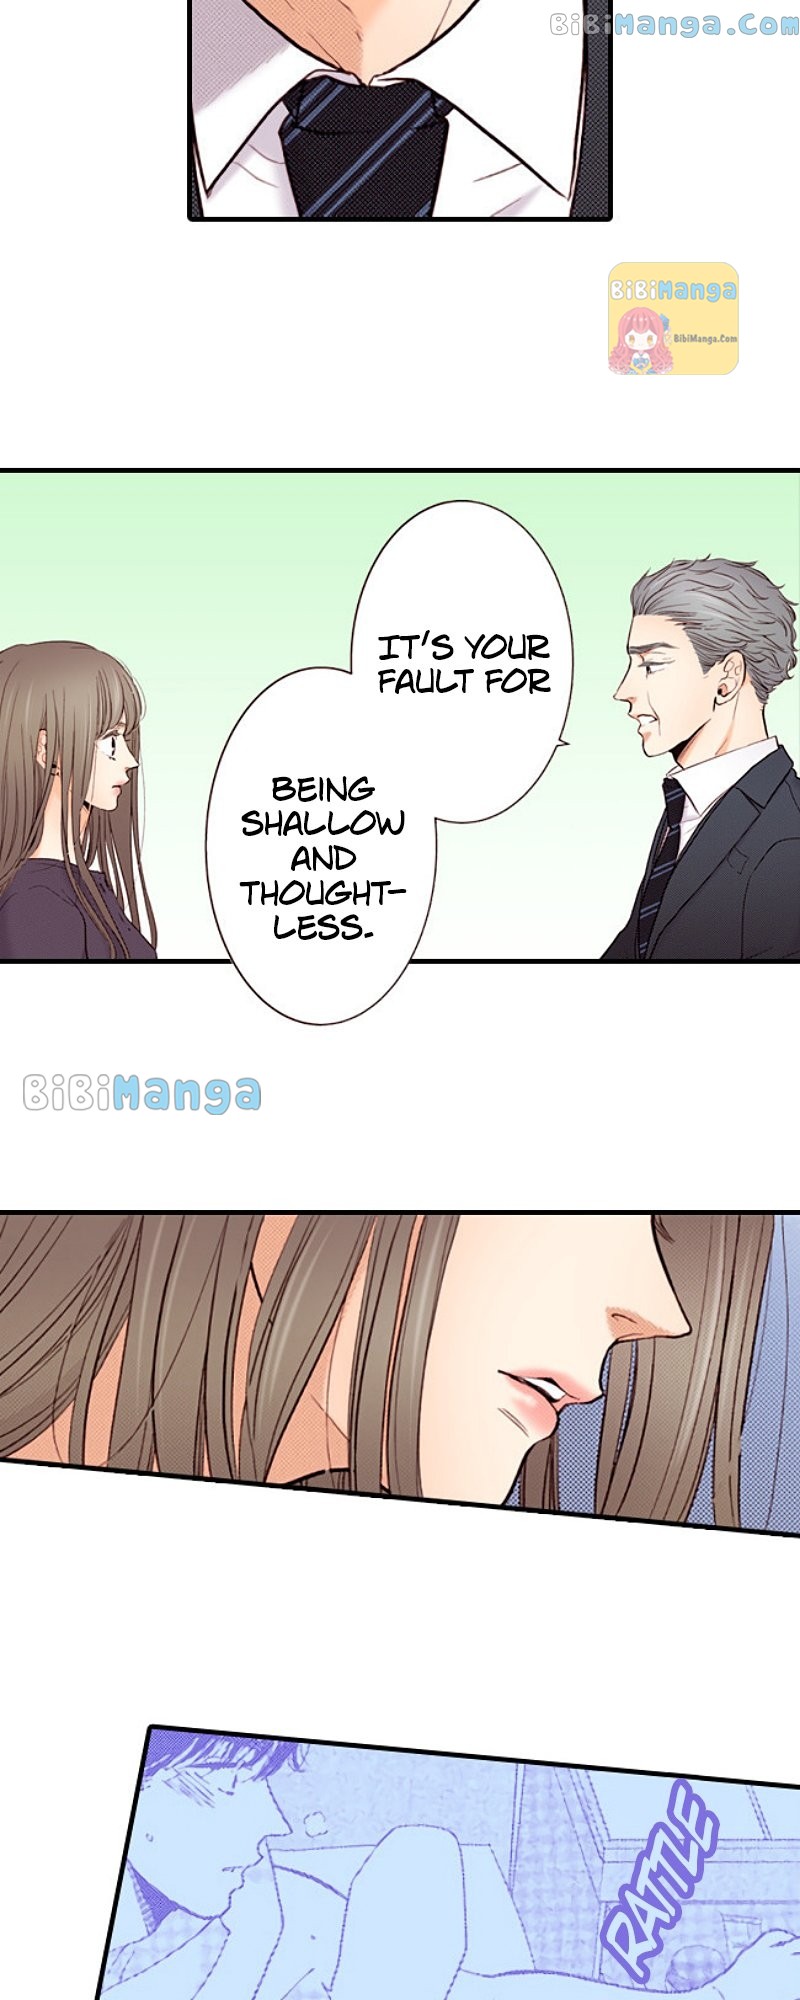 BiBiManga.Com
BiBiManga
BibiManga.Com
IT'S YOUR
FAULT FOR
BEING
SHALLOW
AND
THOUGHT-
LESS.
BiBiManga
RATTLE